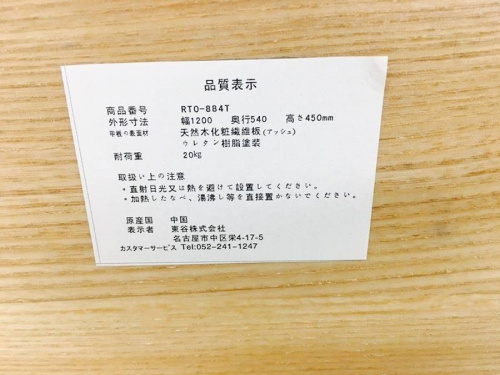 品質表示
商品番号 RTO-884T
外形寸法 幅1200 奥行540 高さ450mm
甲板の表面材 天然木化粧繊維板(アッシュ)
ウレタン樹脂塗装
耐荷重 20kg
取扱い上の注意
*直射日光又は熱を避けて設置してください。
*加熱したなべ、湯沸し等を直接置かないでください。
原産国 中国
表示者 東谷株式会社
名古屋市中区栄4-17-5
カスタマーサービス Tel:052-241-1247